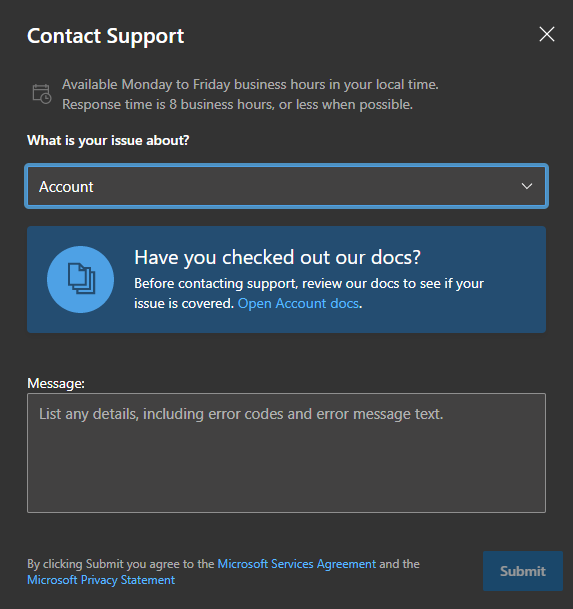 Contact Support
Available Monday to Friday business hours in your local time.
Response time is 8 business hours, or less when possible.
What is your issue about?
Account
Have you checked out our docs?
Before contacting support, review our docs to see if your
issue is covered. Open Account docs.
Message:
List any details, including error codes and error message text.
By clicking Submit you agree to the Microsoft Services Agreement and the
Microsoft Privacy Statement
Submit